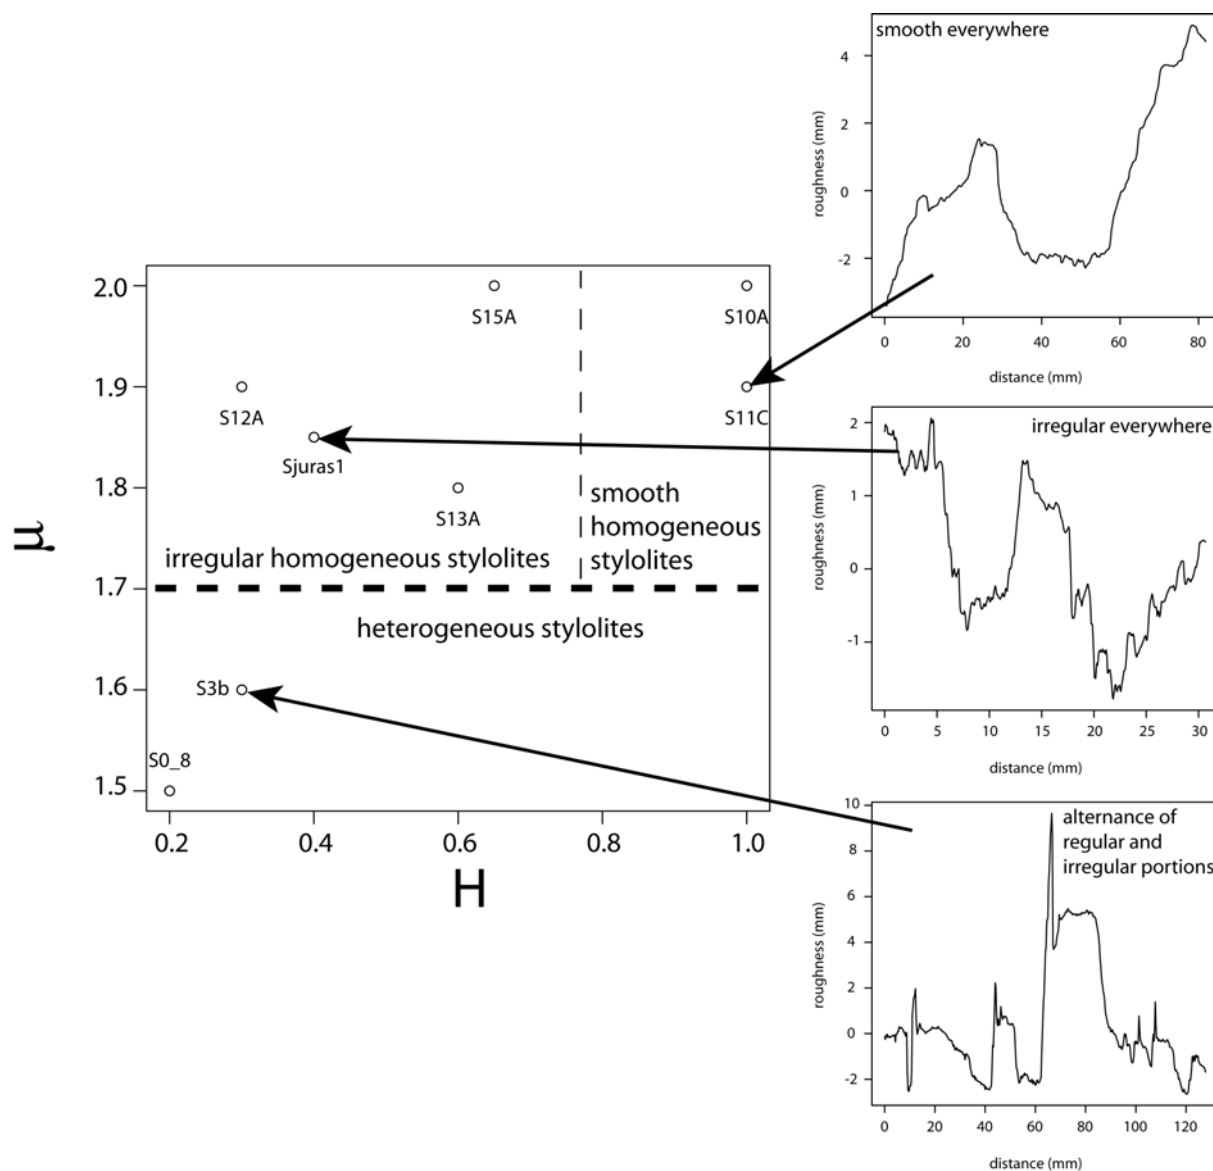 2.0
1.9
1.8
1.7
1.6
1.5
μ
S15A
S10A
S12A
S11C
Sjuras1
S13A
smooth
homogeneous
stylolites
irregular homogeneous stylolites
heterogeneous stylolites
S3b
S0_8
0.2 0.4 0.6 0.8 1.0
H
smooth everywhere
4
2
0
-2
roughness (mm)
0 20 40 60 80
distance (mm)
irregular everywhere
2
1
0
-1
roughness (mm)
0 5 10 15 20 25 30
distance (mm)
alternance of
regular and
irregular portions
10
8
6
4
2
0
-2
roughness (mm)
0 20 40 60 80 100 120
distance (mm)